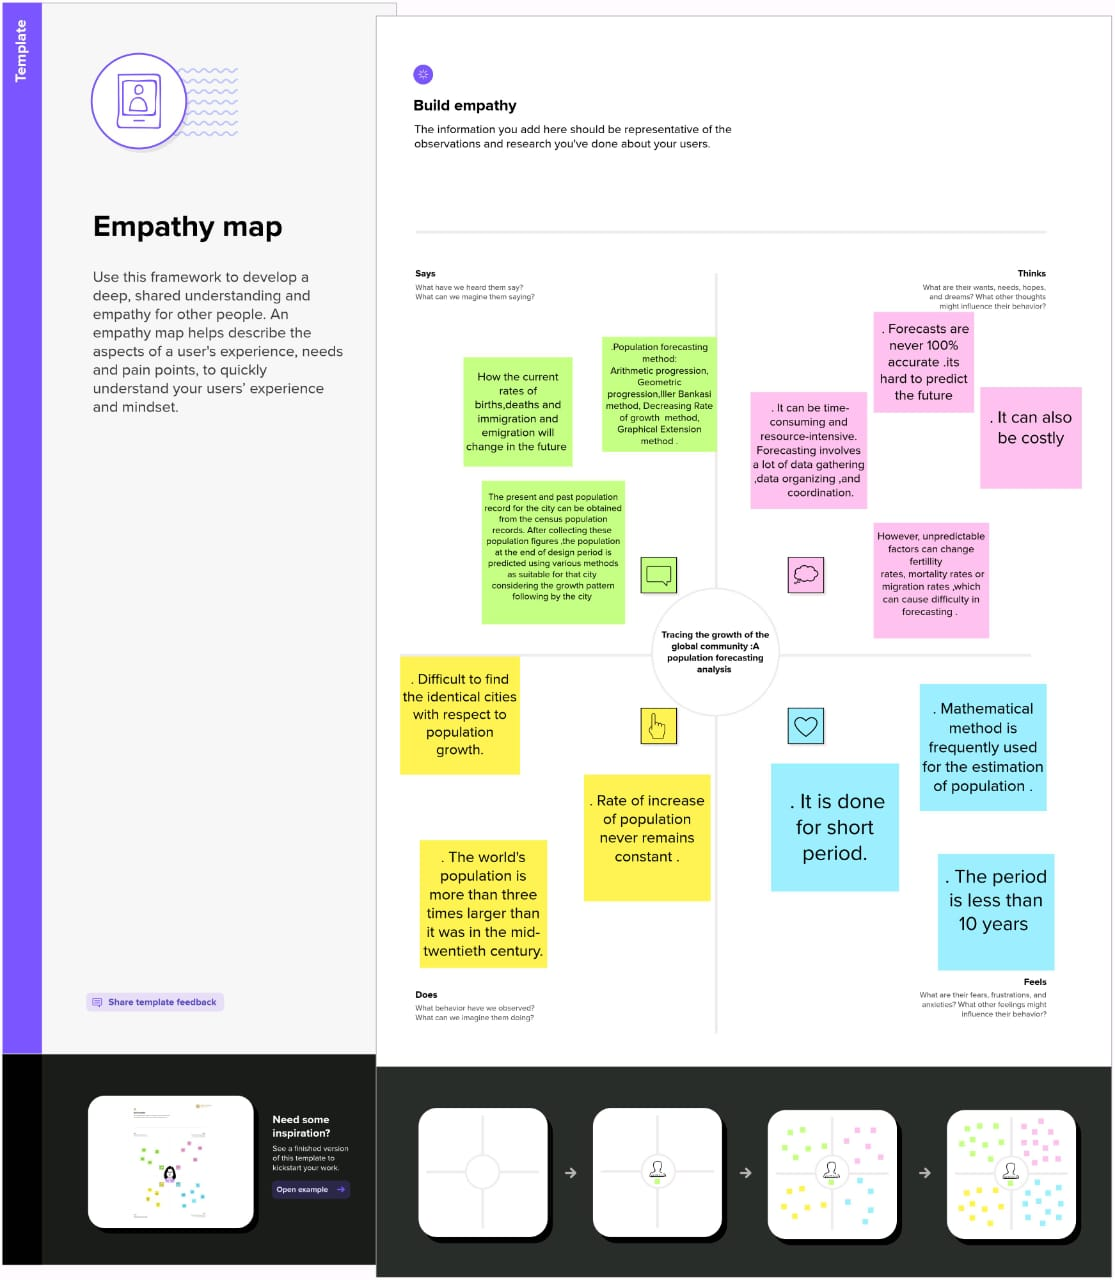 Template
Empathy map
Use this framework to develop a
deep, shared understanding and
empathy for other people. An
empathy map helps describe the
aspects of a user's experience, needs
and pain points, to quickly
understand your users’ experience
and mindset.
Share template feedback
Build empathy
The information you add here should be representative of the
observations and research you've done about your users.
Says
What have we heard them say?
What can we magine them saying?
Thinks
What are their wants, needs, hopes,
and dreams? What other thoughts
might influence their behavior?
How the current
rates of
births,deaths and
immigration and
emigration will
change in the future
.Population forecasting
method:
Arithmetic progression,
Geometric
progression,Iller Bankasi
method, Decreasing Rate
of growth method,
Graphical Extension
method .
The present and past population
record for the city can be obtained
from the census population
records. After collecting these
population figures ,the population
at the end of design period is
predicted using various methods
as suitable for that city
considering the growth pattern
following by the city
. Forecasts are
never 100%
accurate .its
hard to predict
the future
. It can be time-
consuming and
resource-intensive.
Forecasting involves
a lot of data gathering
,data organizing ,and
coordination.
. It can also
be costly
However, unpredictable
factors can change
fertility
rates, mortality rates or
migration rates ,which
can cause difficulty in
forecasting .
Tracing the growth of the
global community :A
population forecasting
analysis
. Difficult to find
the identical cities
with respect to
population
growth.
. Rate of increase
of population
never remains
constant .
. The world's
population is
more than three
times larger than
it was in the mid-
twentieth century.
. It is done
for short
period.
. Mathematical
method is
frequently used
for the estimation
of population .
. The period
is less than
10 years
Does
What behavior have we observed?
What can we imagine them doing?
Feels
What are their fears, frustrations, and
anxieties? What other feelings might
influence their behavior?
Need some
inspiration?
See a finished version
of this template to
kickstart your work.
Open example